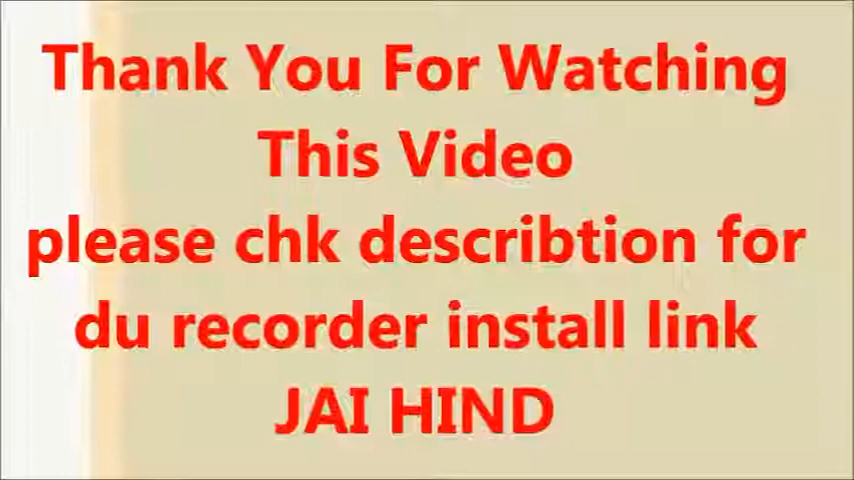 Thank You For Watching
This Video
please chk describtion for
du recorder install link
JAI HIND